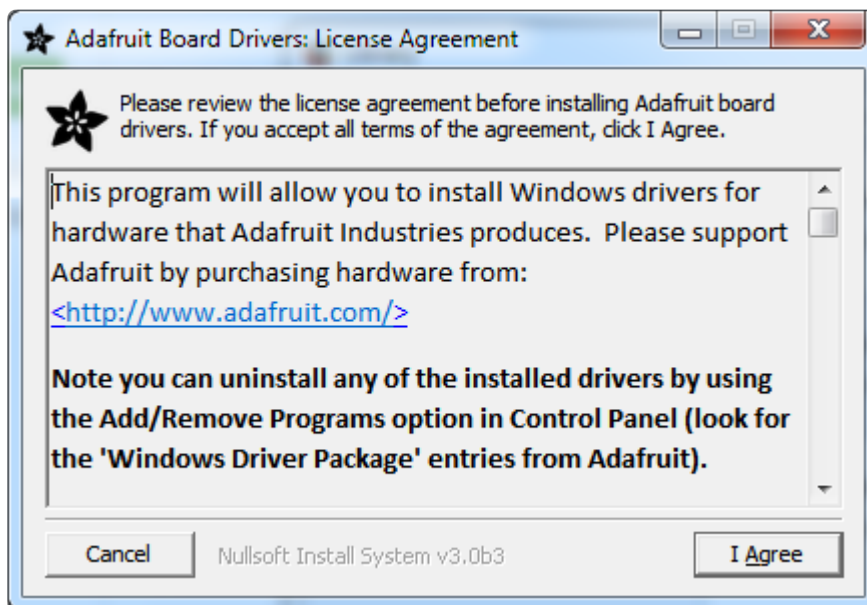 Adafruit Board Drivers: License Agreement
Please review the license agreement before installing Adafruit board
drivers. If you accept all terms of the agreement, click I Agree.
This program will allow you to install Windows drivers for
hardware that Adafruit Industries produces.  Please support
Adafruit by purchasing hardware from:
<http://www.adafruit.com/>
Note you can uninstall any of the installed drivers by using
the Add/Remove Programs option in Control Panel (look for
the 'Windows Driver Package' entries from Adafruit).
Cancel Nullsoft Install System v3.0b3 I Agree